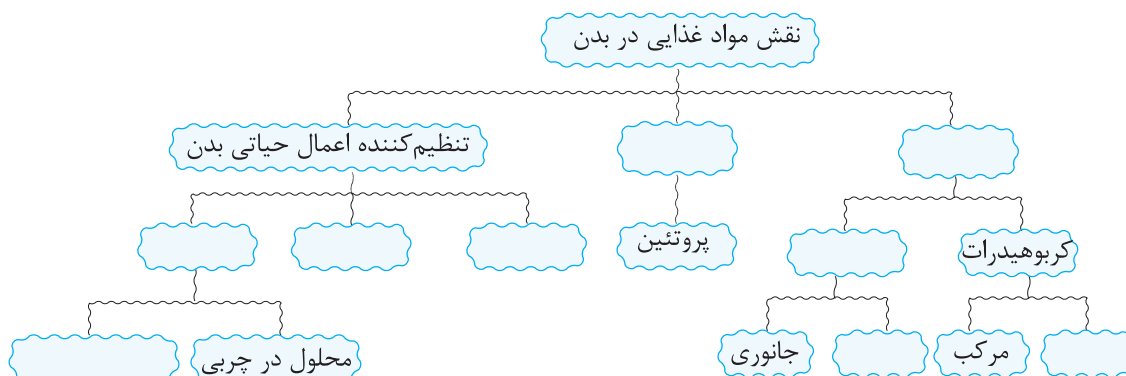 نقش مواد غذایی در بدن
تنظیم‌کننده اعمال حیاتی بدن
کربوهیدرات
پروتئین
مرکب
جانوری
محلول در چربی